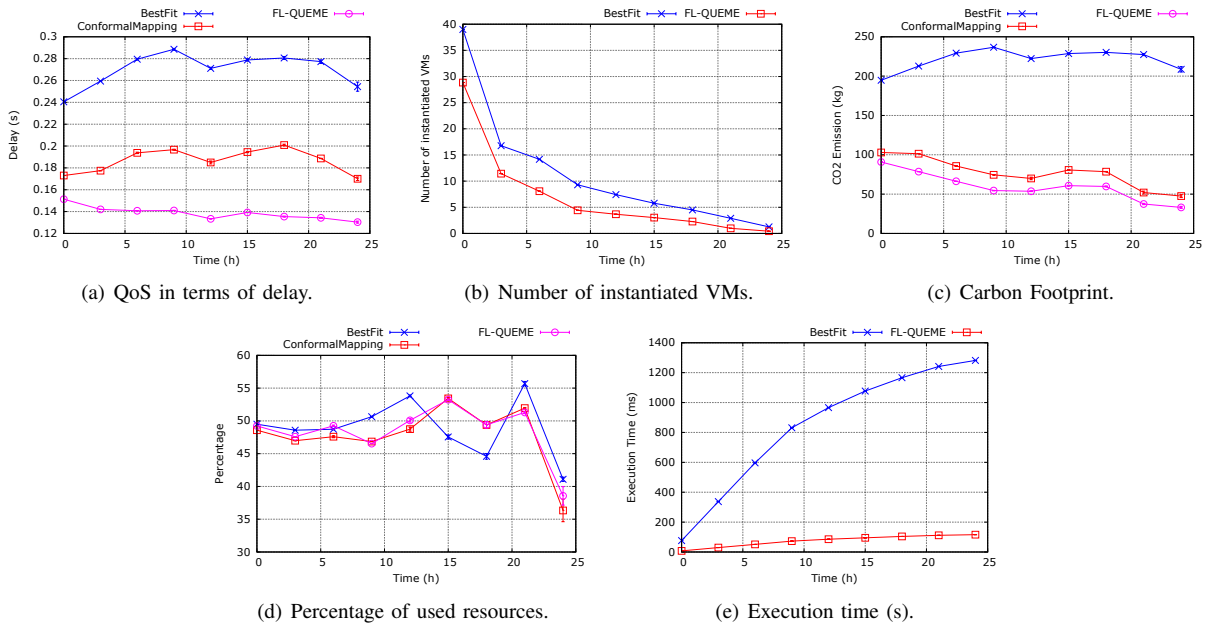 BestFit
ConformalMapping
FL-QUEME
0.3
0.28
0.26
0.24
0.22
0.2
0.18
0.16
0.14
0.12
Delay (s)
0 5 10 15 20 25
Time (h)
(a) QoS in terms of delay.
BestFit FL-QUEME
40
35
30
25
20
15
10
5
0
Number of instantiated VMs
0 5 10 15 20 25
Time (h)
(b) Number of instantiated VMs.
BestFit
ConformalMapping
FL-QUEME
250
200
150
100
50
0
CO2 Emission (kg)
0 5 10 15 20 25
Time (h)
(c) Carbon Footprint.
BestFit
ConformalMapping
FL-QUEME
60
55
50
45
40
35
30
Percentage
0 5 10 15 20 25
Time (h)
(d) Percentage of used resources.
BestFit FL-QUEME
1400
1200
1000
800
600
400
200
0
Execution Time (ms)
0 5 10 15 20 25
Time (h)
(e) Execution time (s).